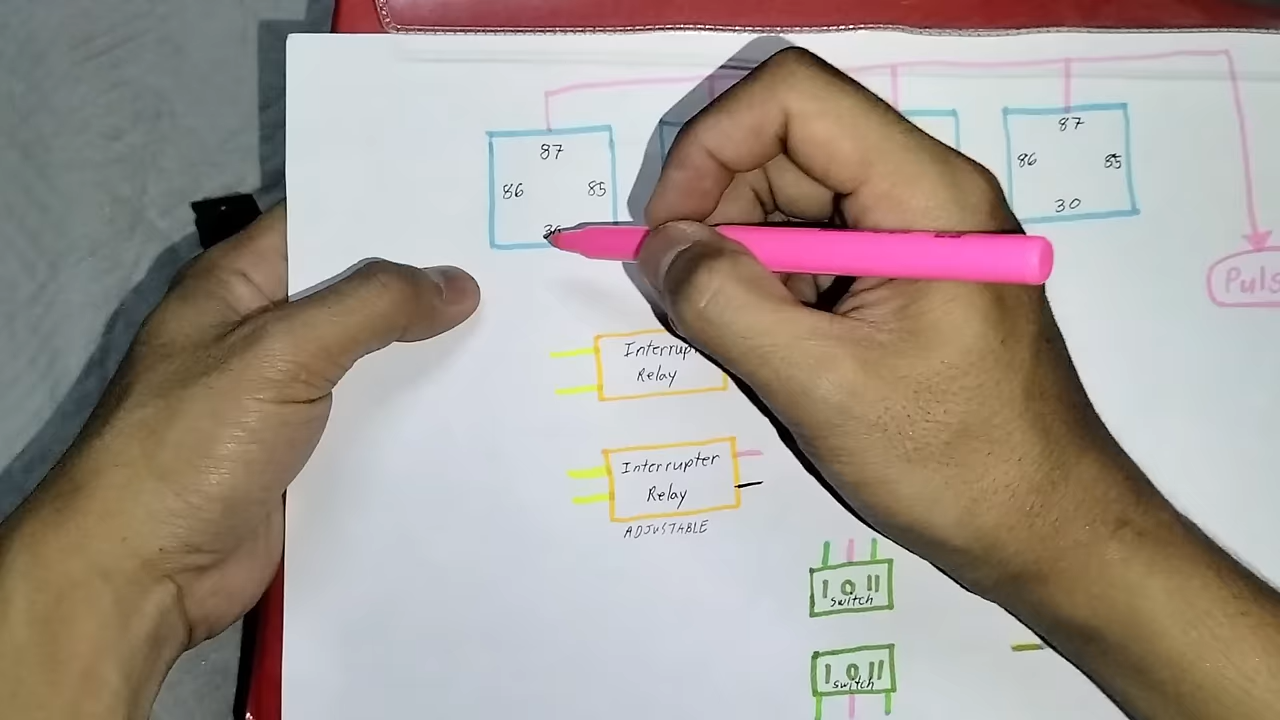 87
86
85
87
86
85
30
Interrupter
Relay
ADJUSTABLE
Relay
I O II
switch
I O II
switch